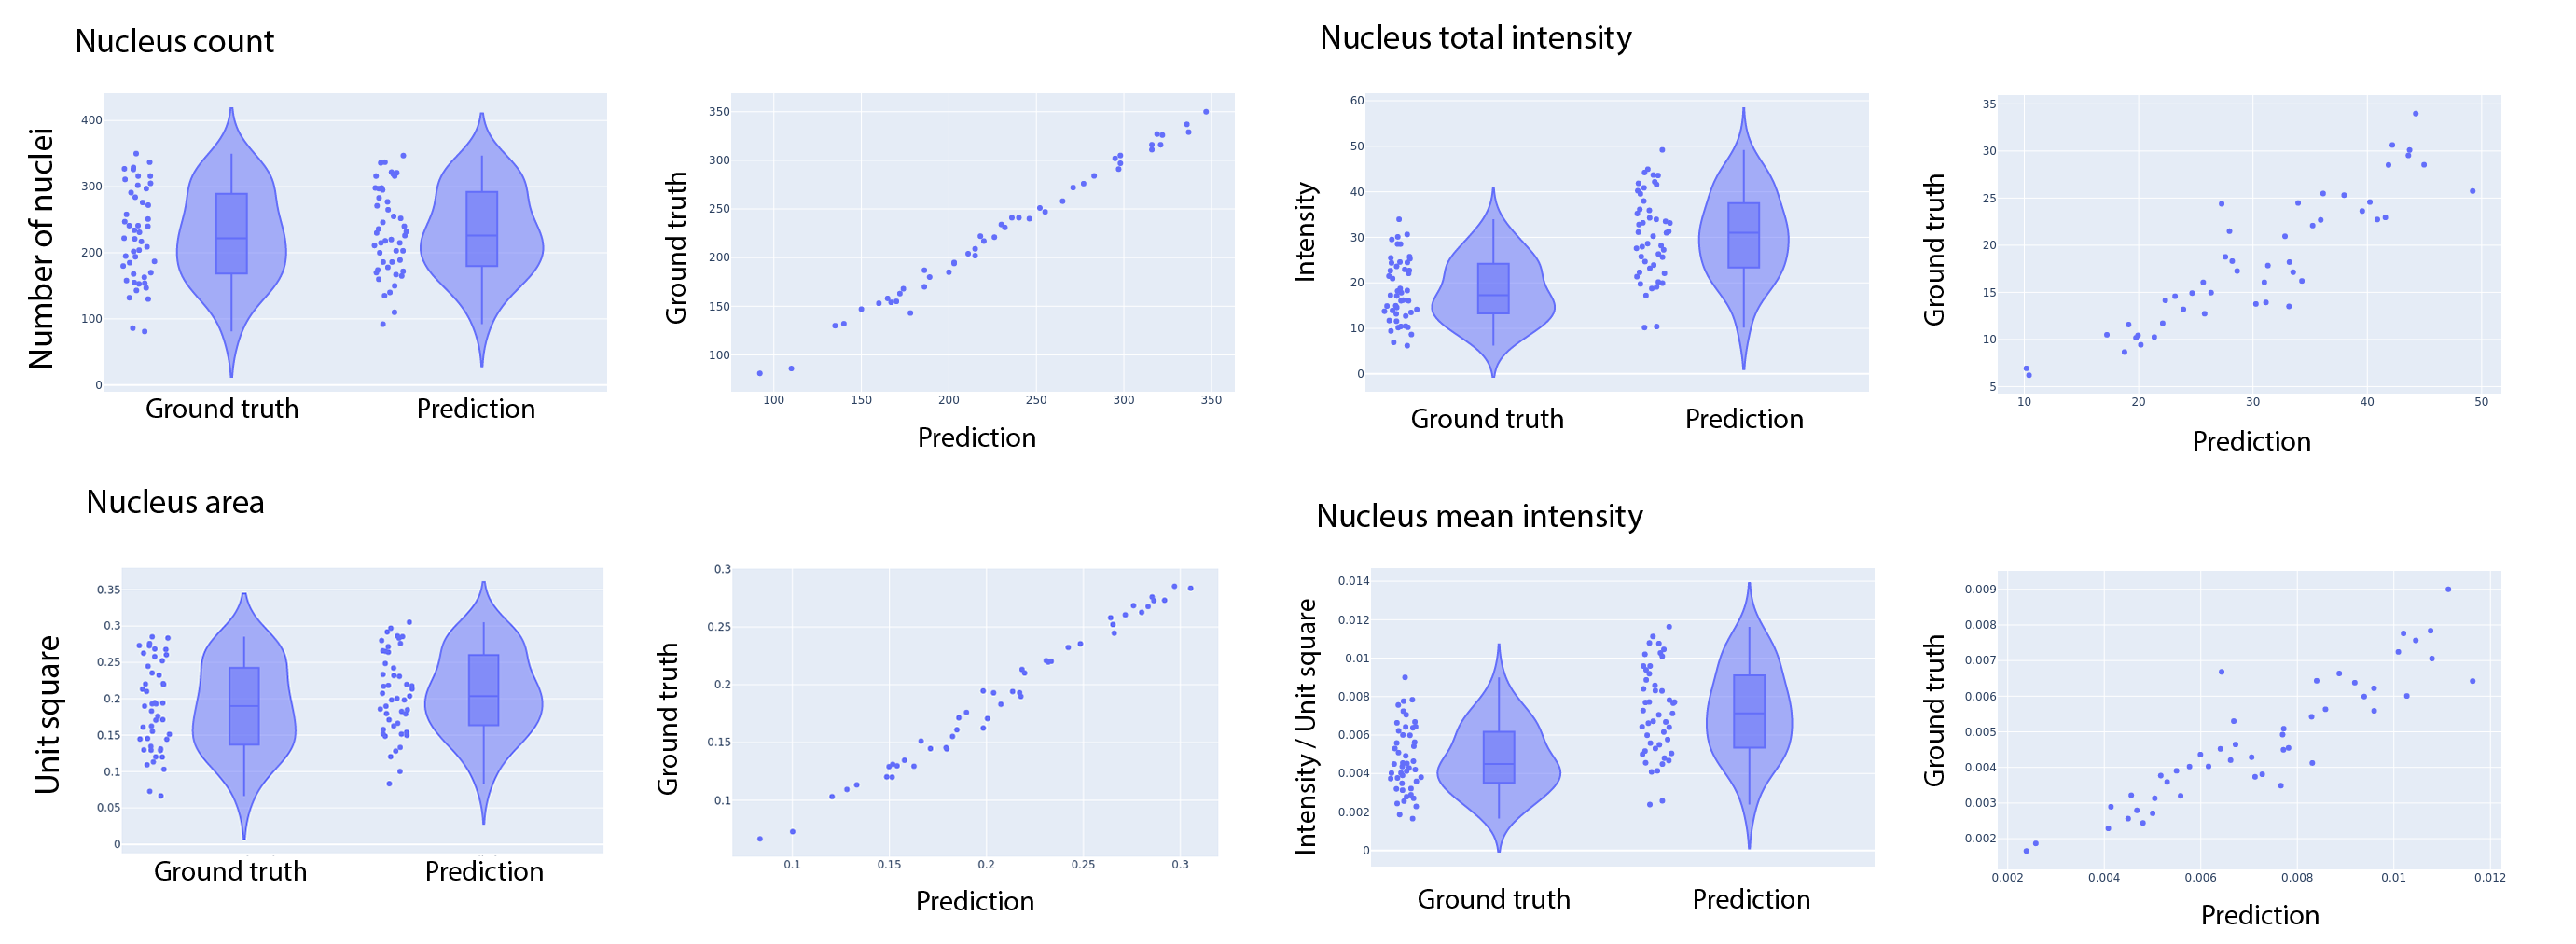 Nucleus count
Number of nuclei
400
300
200
100
0
Ground truth Prediction
Ground truth
350
300
250
200
150
100
100 150 200 250 300 350
Prediction
Nucleus total intensity
Intensity
60
50
40
30
20
10
0
Ground truth Prediction
Ground truth
35
30
25
20
15
10
5
10 20 30 40 50
Prediction
Nucleus area
Unit square
0.35
0.3
0.25
0.2
0.15
0.1
0.05
0
Ground truth Prediction
Ground truth
0.3
0.25
0.2
0.15
0.1
0.1 0.15 0.2 0.25 0.3
Prediction
Nucleus mean intensity
Intensity / Unit square
0.014
0.012
0.01
0.008
0.006
0.004
0.002
0
Ground truth Prediction
Ground truth
0.009
0.008
0.007
0.006
0.005
0.004
0.003
0.002
0.002 0.004 0.006 0.008 0.01 0.012
Prediction